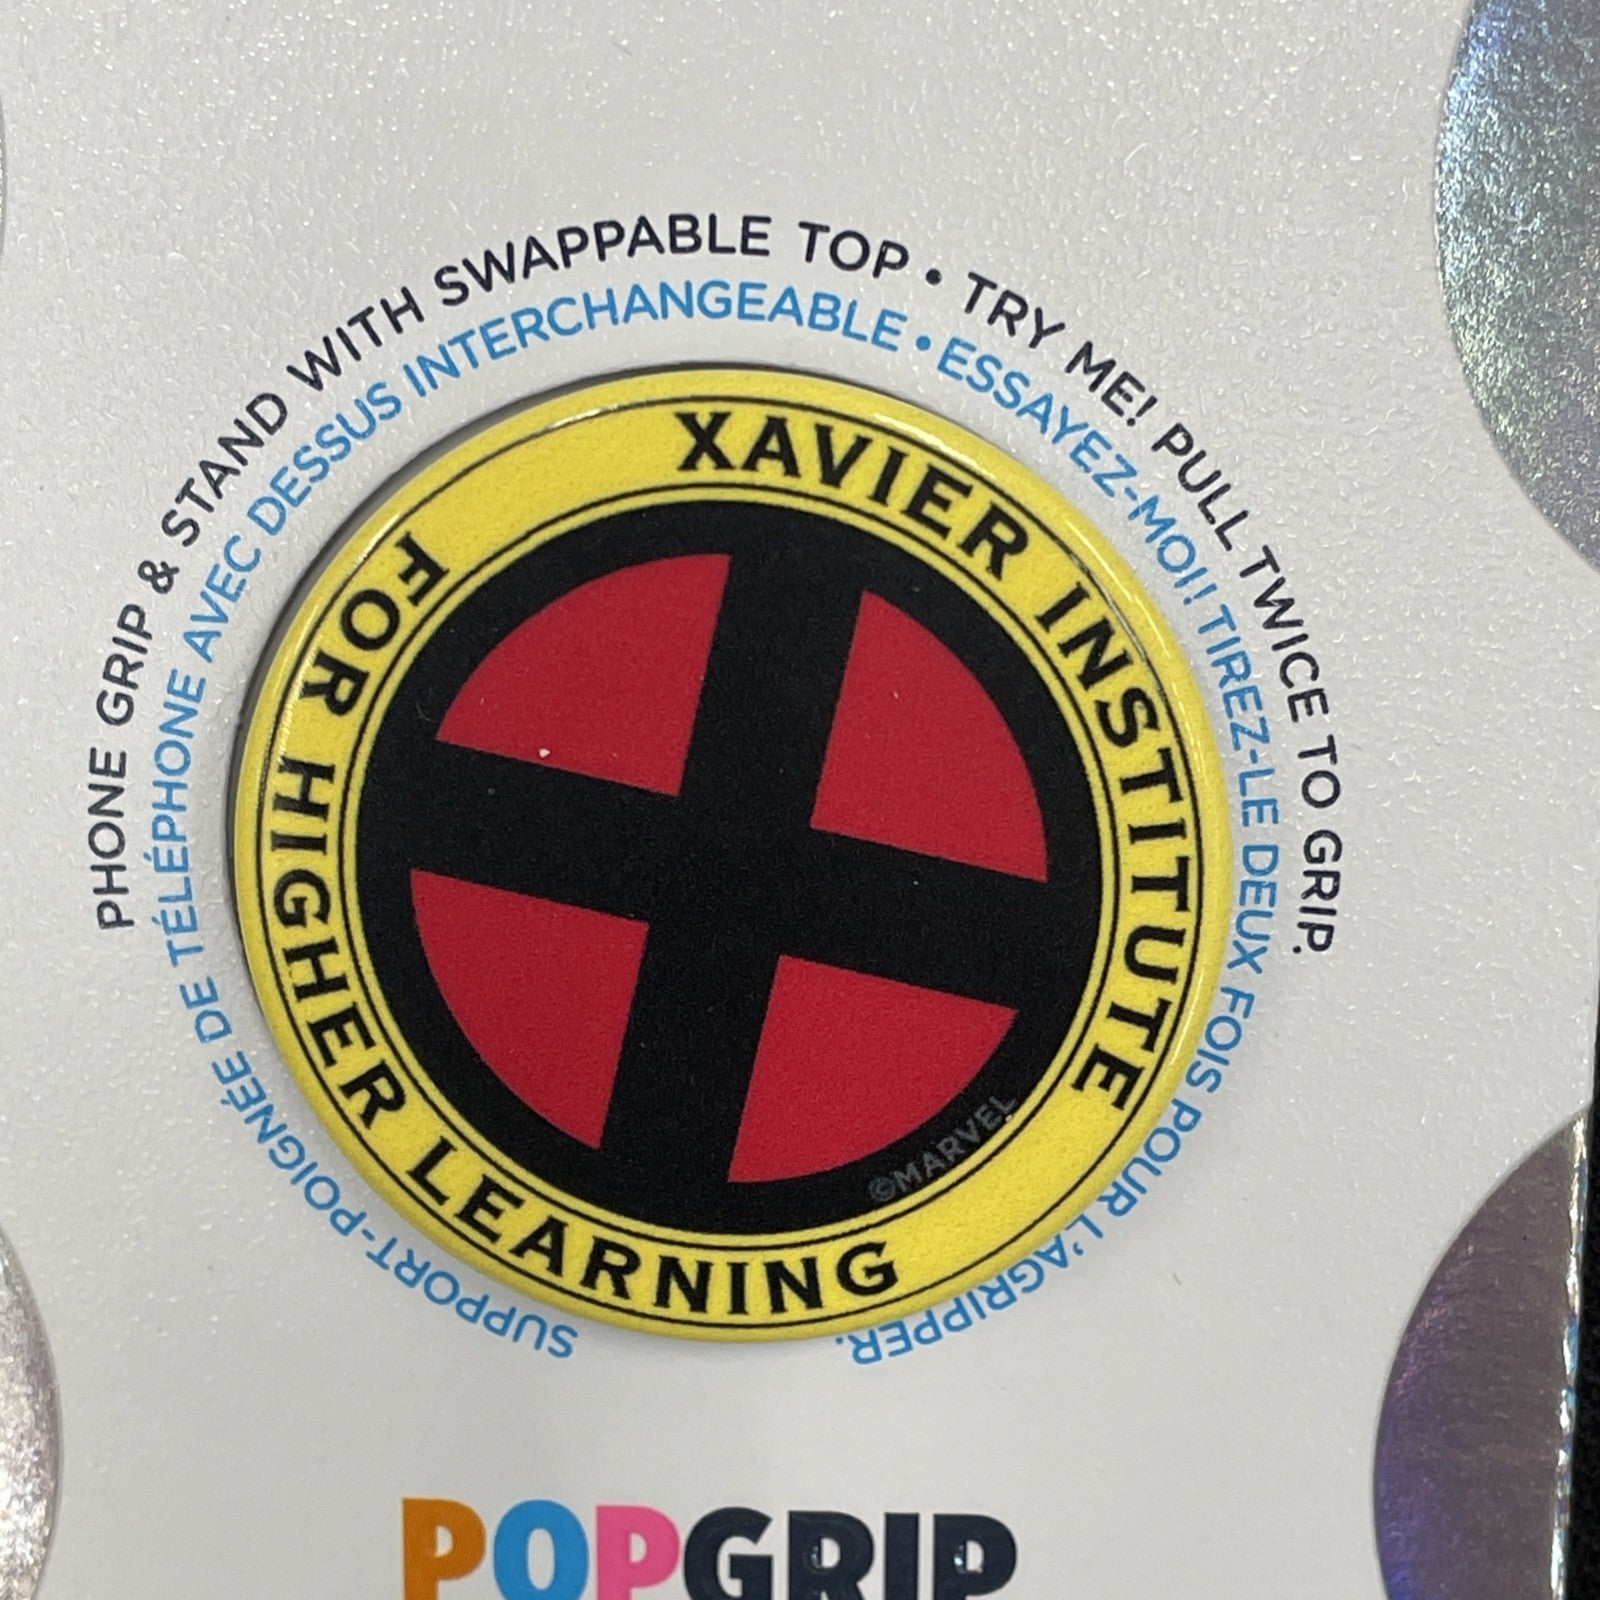 PHONE GRIP & STAND WITH SWAPPABLE TOP • TRY ME! PULL TWICE TO GRIP.
SUPPORT-POIGNÉE DE TÉLÉPHONE AVEC DESSUS INTERCHANGEABLE • ESSAYEZ-MOI! TIREZ-LE DEUX FOIS POUR L'AGRIPPER.
XAVIER INSTITUTE
FOR HIGHER LEARNING
©MARVEL
POPGRIP